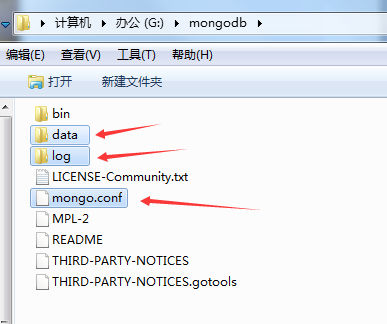 计算机 ▸ 办公 (G:) ▸ mongodb ▸
编辑(E) 查看(V) 工具(T) 帮助(H)
打开 新建文件夹
bin
data
log
LICENSE-Community.txt
mongo.conf
MPL-2
README
THIRD-PARTY-NOTICES
THIRD-PARTY-NOTICES.gotools